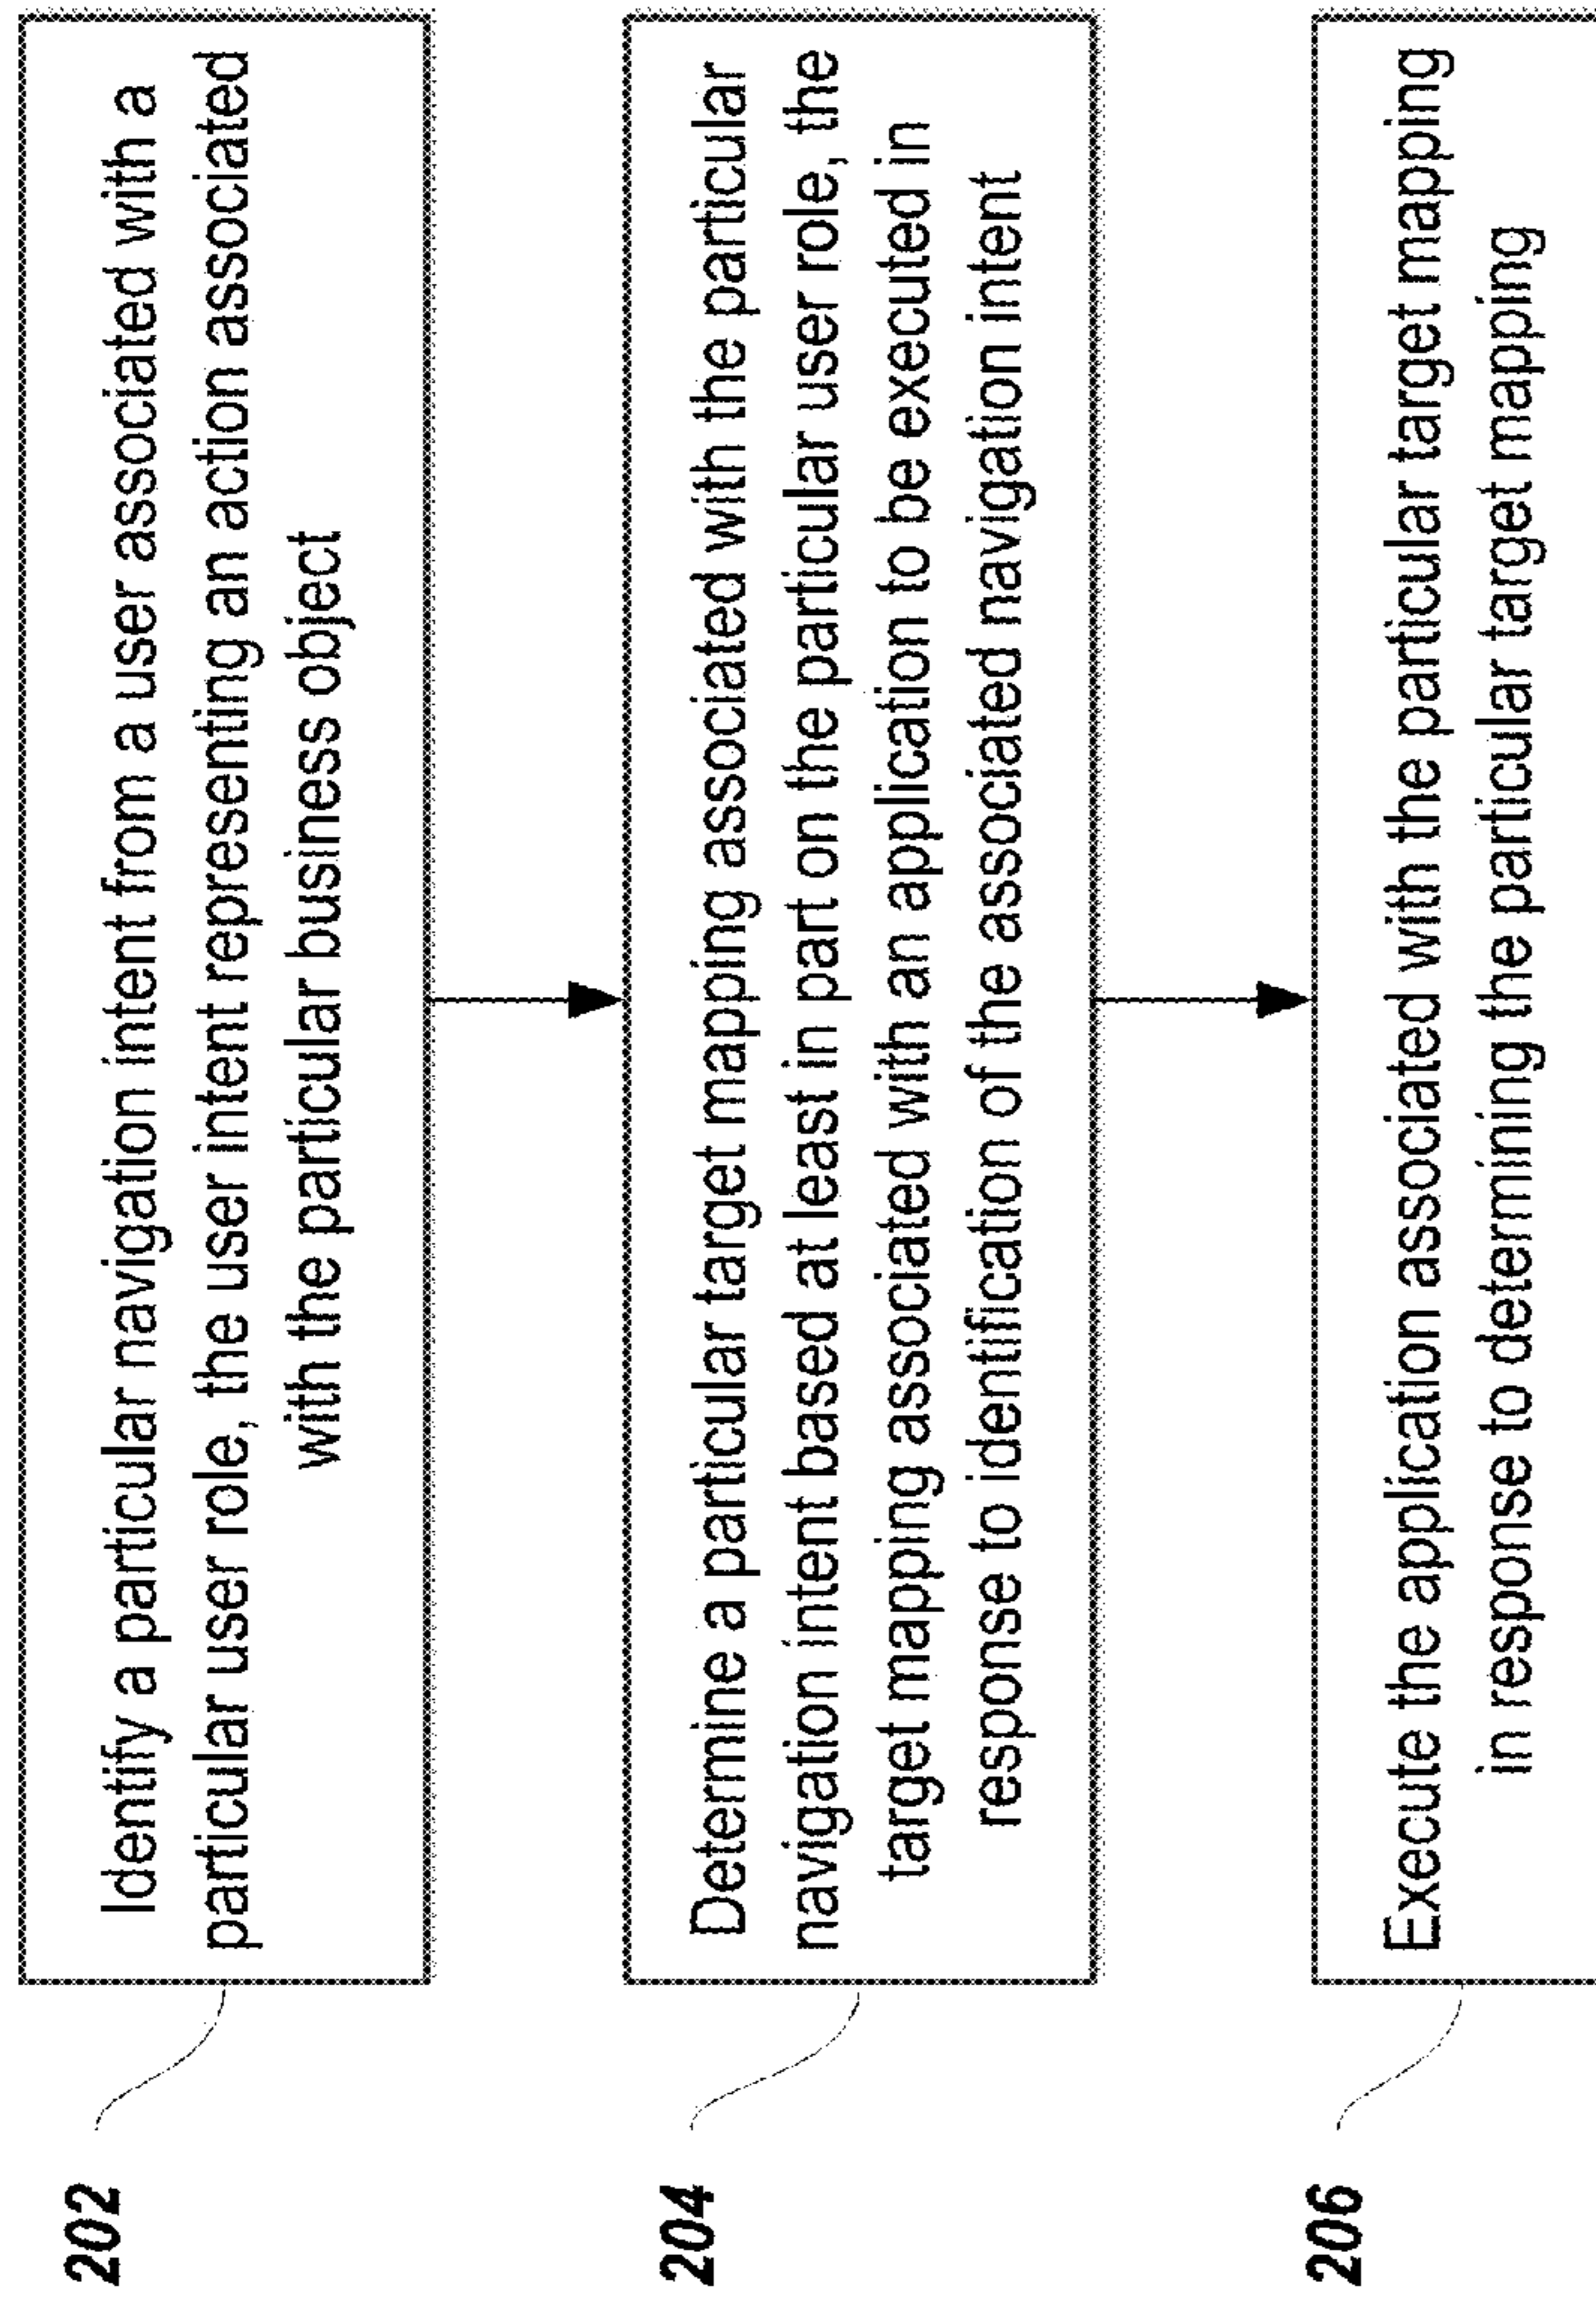 202
Identify a particular navigation intent from a user associated with a
particular user role, the user intent representing an action associated
with the particular business object
204
Determine a particular target mapping associated with the particular
navigation intent based at least in part on the particular user role, the
target mapping associated with an application to be executed in
response to identification of the associated navigation intent
206
Execute the application associated with the particular target mapping
in response to determining the particular target mapping